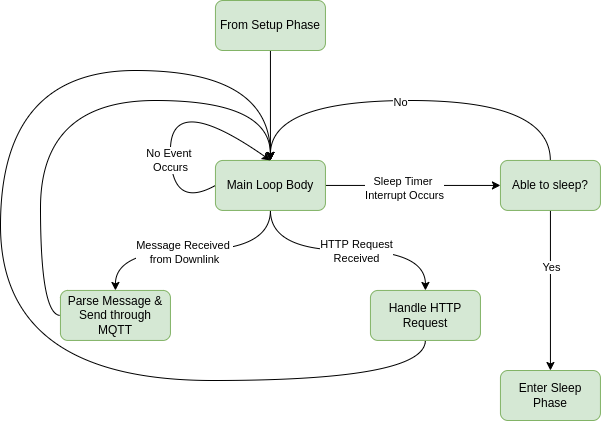 From Setup Phase
No
No Event
Occurs
Main Loop Body
Sleep Timer
Interrupt Occurs
Able to sleep?
Message Received
from Downlink
HTTP Request
Received
Yes
Parse Message &
Send through
MQTT
Handle HTTP
Request
Enter Sleep
Phase